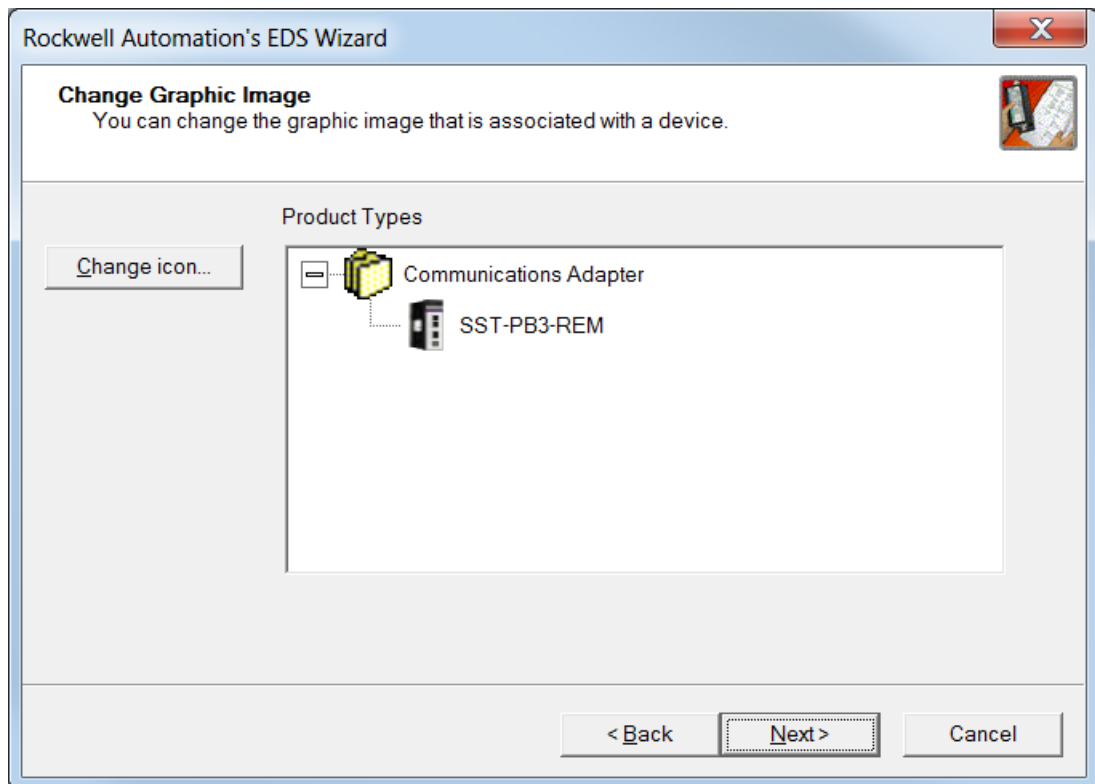 Rockwell Automation's EDS Wizard
Change Graphic Image
You can change the graphic image that is associated with a device.
Product Types
Change icon...
Communications Adapter
SST-PB3-REM
< Back
Next >
Cancel